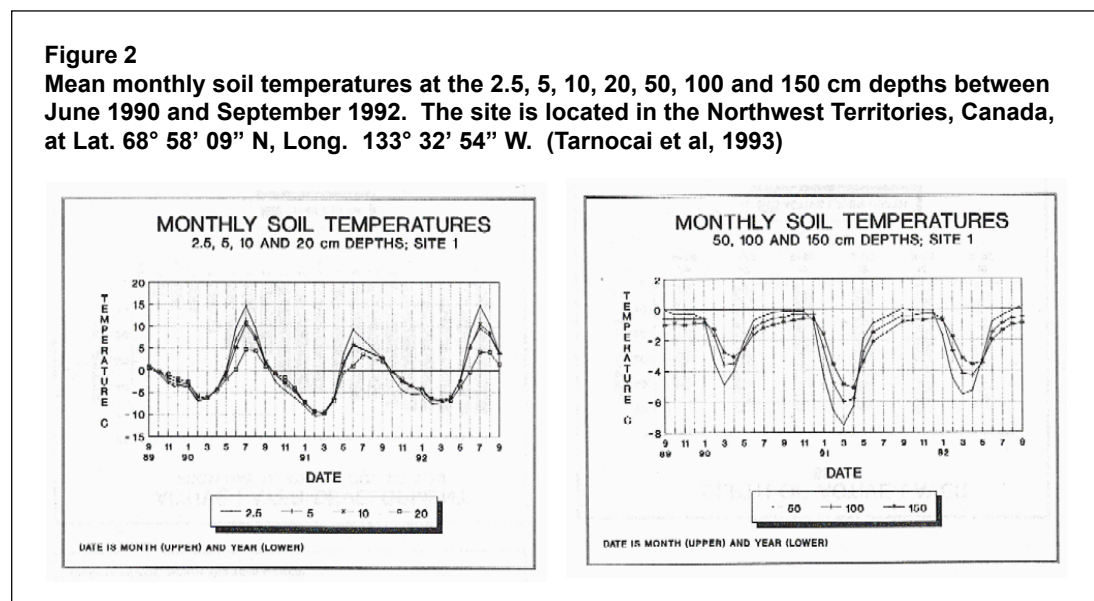 Figure 2
Mean monthly soil temperatures at the 2.5, 5, 10, 20, 50, 100 and 150 cm depths between
June 1990 and September 1992.  The site is located in the Northwest Territories, Canada,
at Lat. 68° 58’ 09” N, Long.  133° 32’ 54” W.  (Tarnocai et al, 1993)
MONTHLY SOIL TEMPERATURES
2.5, 5, 10 AND 20 cm DEPTHS; SITE 1
TEMPERATURE C
20
15
10
5
0
-5
-10
-15
9 11 1 3 5 7 9 11 1 3 5 7 9 11 1 3 5 7 9
89 90 91 92
DATE
2.5 5 10 20
DATE IS MONTH (UPPER) AND YEAR (LOWER)
MONTHLY SOIL TEMPERATURES
50, 100 AND 150 cm DEPTHS; SITE 1
TEMPERATURE C
2
0
-2
-4
-6
-8
9 11 1 3 5 7 9 11 1 3 5 7 9 11 1 3 5 7 9
89 90 91 92
DATE
50 100 150
DATE IS MONTH (UPPER) AND YEAR (LOWER)